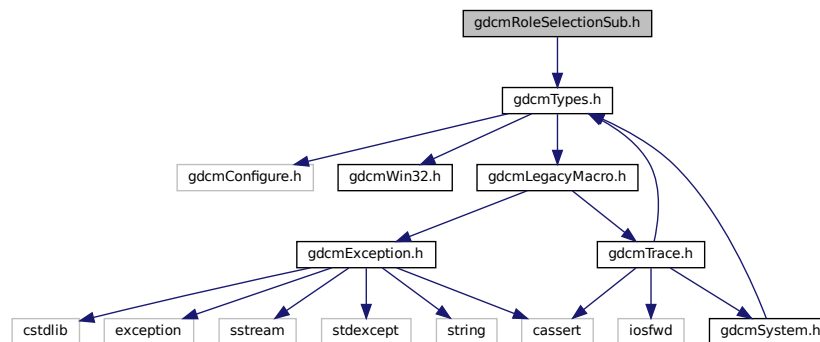 gdcmRoleSelectionSub.h
gdcmTypes.h
gdcmConfigure.h
gdcmWin32.h
gdcmLegacyMacro.h
gdcmException.h
gdcmTrace.h
cstdlib
exception
sstream
stdexcept
string
cassert
iosfwd
gdcmSystem.h